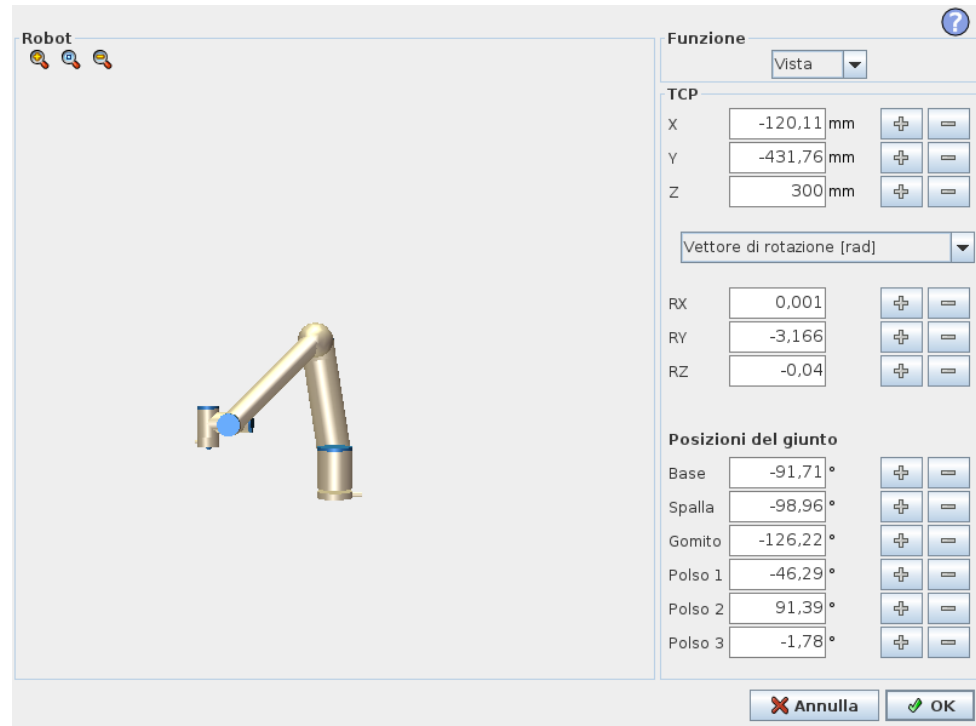 ?
Robot
Funzione
Vista
TCP
X -120,11 mm
Y -431,76 mm
Z 300 mm
Vettore di rotazione [rad]
RX 0,001
RY -3,166
RZ -0,04
Posizioni del giunto
Base -91,71 °
Spalla -98,96 °
Gomito -126,22 °
Polso 1 -46,29 °
Polso 2 91,39 °
Polso 3 -1,78 °
Annulla OK